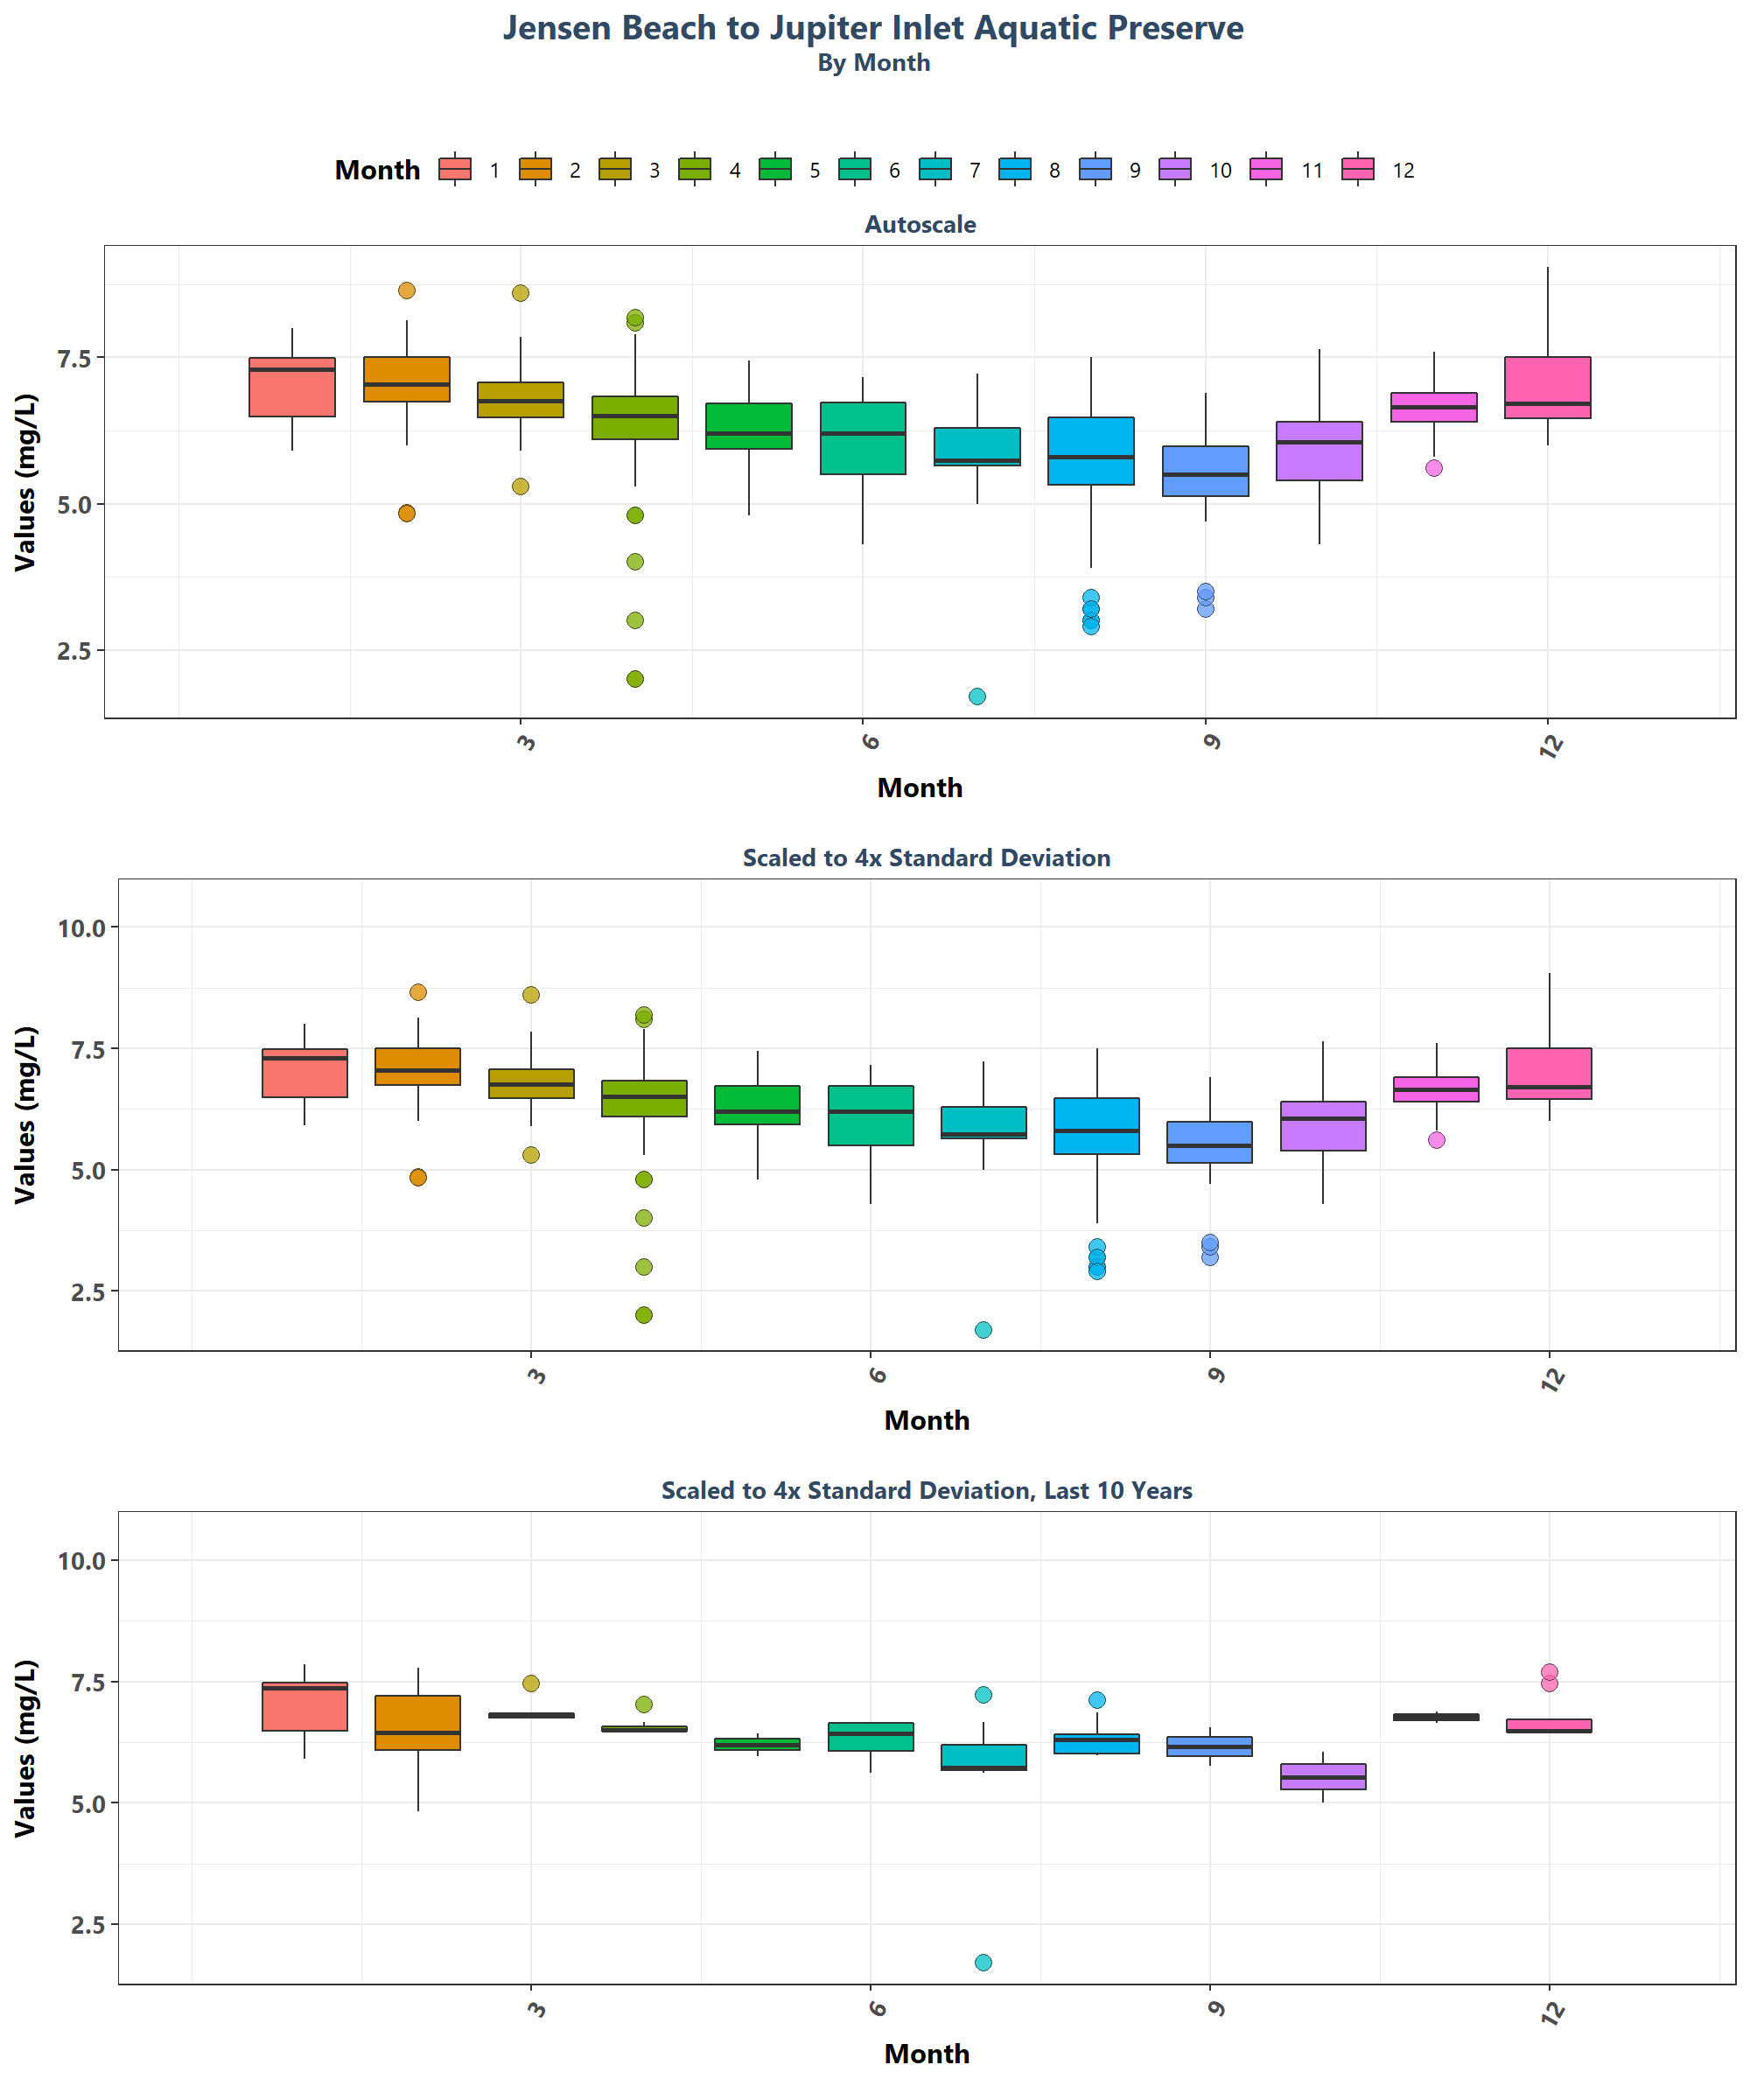 Jensen Beach to Jupiter Inlet Aquatic Preserve
By Month
Month 1 2 3 4 5 6 7 8 9 10 11 12
Autoscale
Values (mg/L)
7.5
5.0
2.5
3 6 9 12
Month
Scaled to 4x Standard Deviation
Values (mg/L)
10.0
7.5
5.0
2.5
3 6 9 12
Month
Scaled to 4x Standard Deviation, Last 10 Years
Values (mg/L)
10.0
7.5
5.0
2.5
3 6 9 12
Month